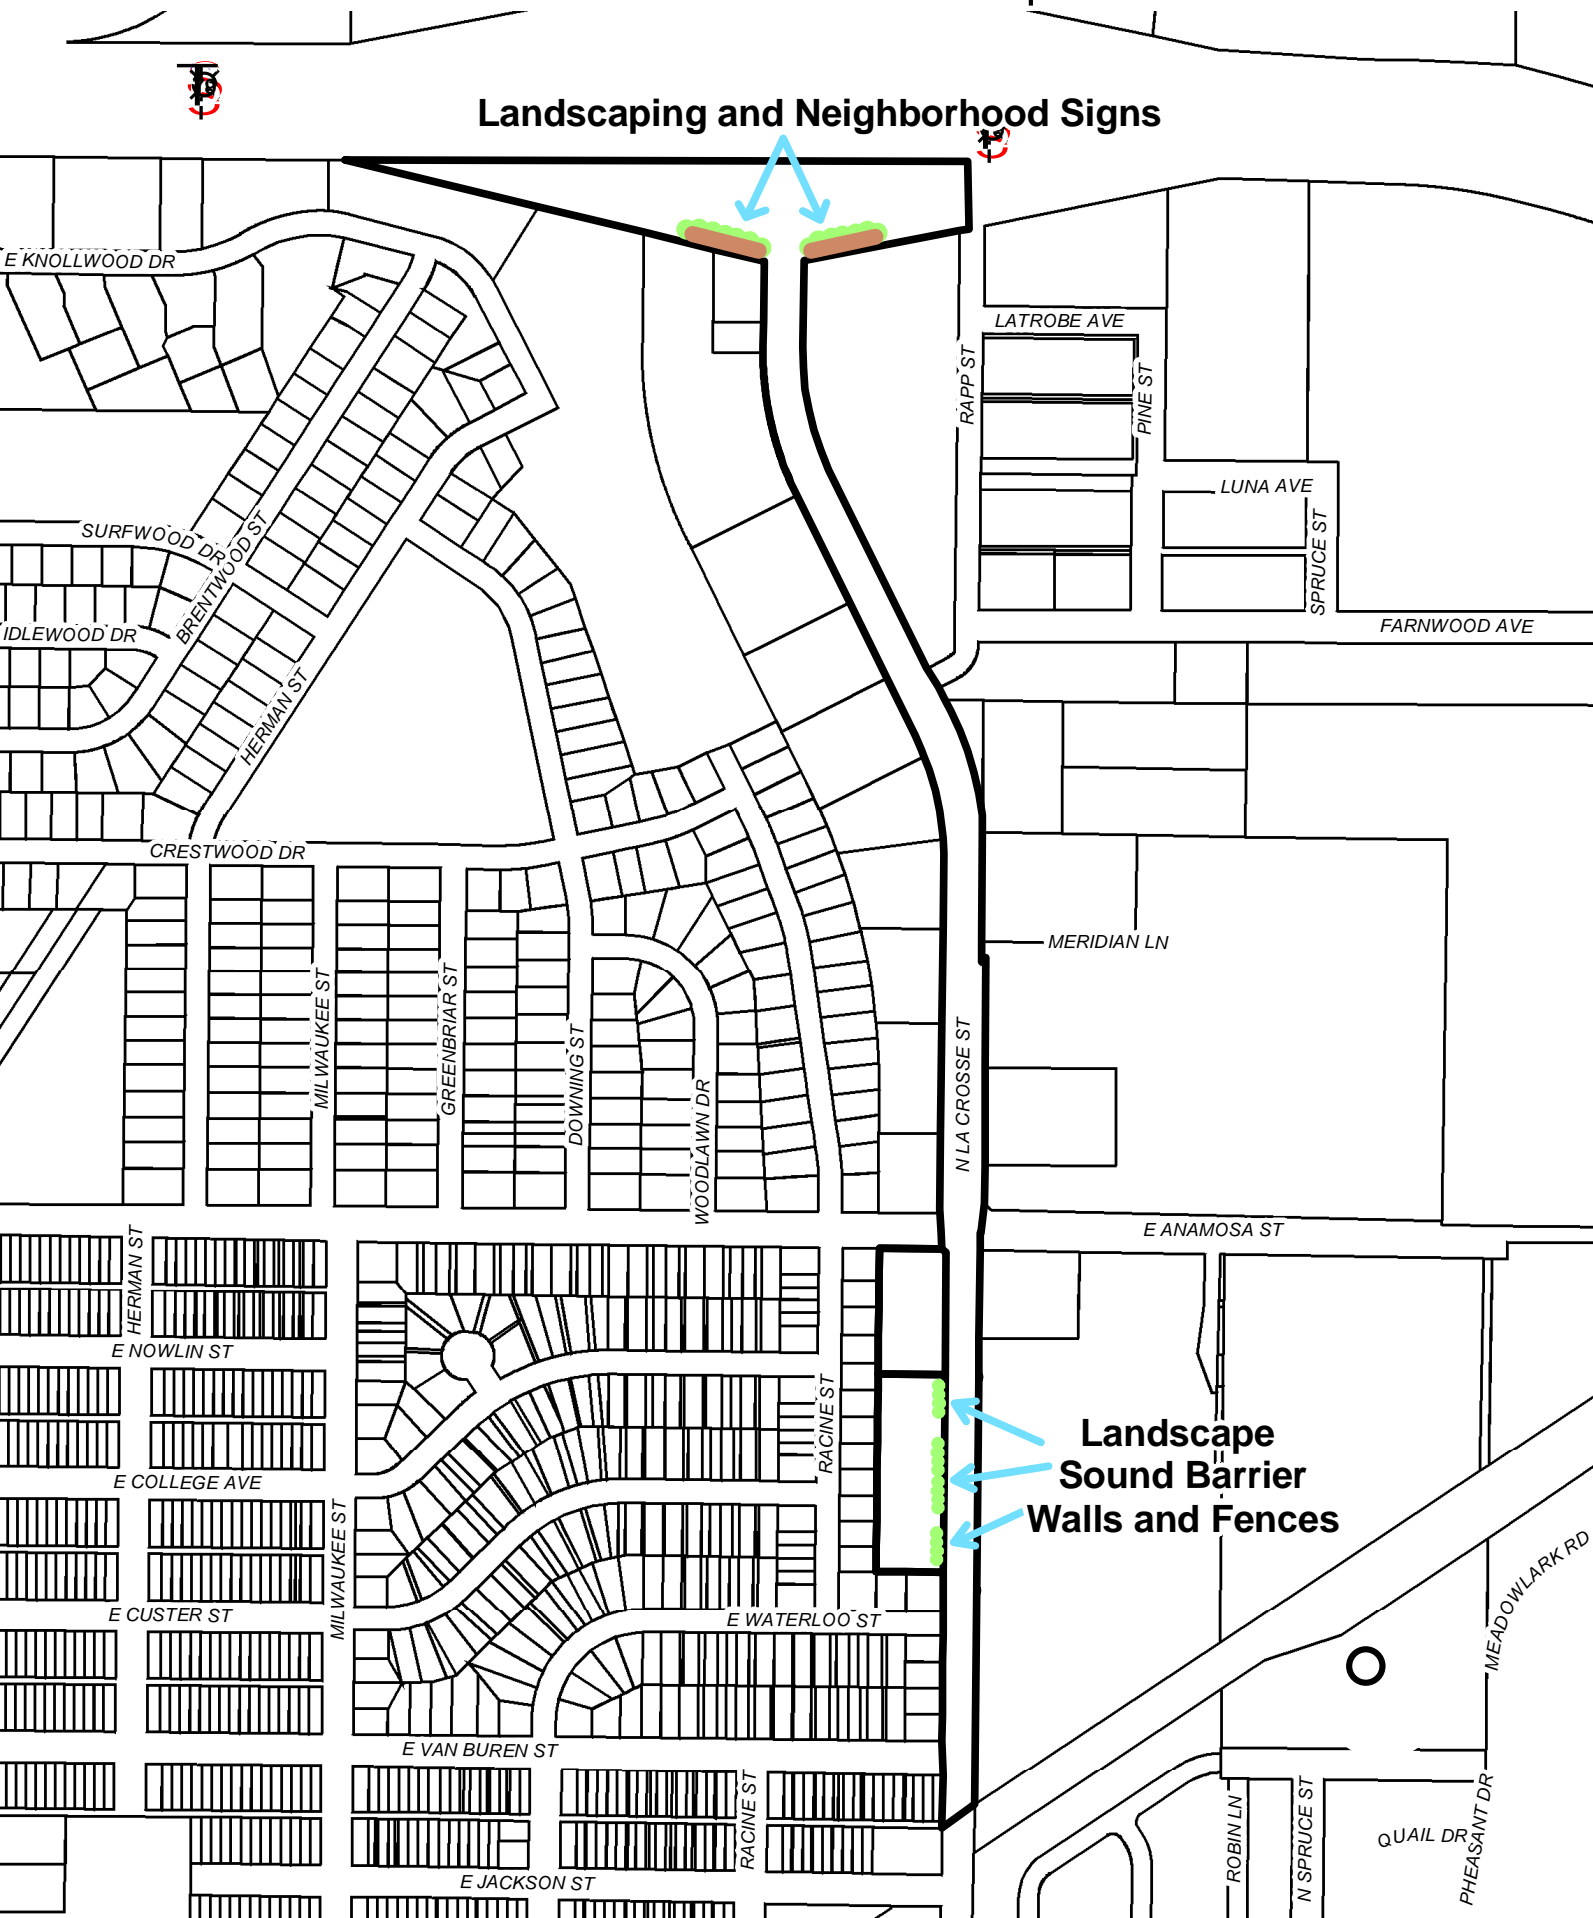 Landscaping and Neighborhood Signs
E KNOLLWOOD DR
LATROBE AVE
RAPP ST
PINE ST
LUNA AVE
SPRUCE ST
SURFWOOD DR
BRENTWOOD ST
IDLEWOOD DR
FARNWOOD AVE
HERMAN ST
CRESTWOOD DR
MERIDIAN LN
MILWAUKEE ST
GREENBRIAR ST
DOWNING ST
WOODLAWN DR
N LA CROSSE ST
E ANAMOSA ST
HERMAN ST
E NOWLIN ST
RACINE ST
Landscape
Sound Barrier
Walls and Fences
E COLLEGE AVE
MILWAUKEE ST
E CUSTER ST
E WATERLOO ST
MEADOWLARK RD
E VAN BUREN ST
RACINE ST
ROBIN LN
N SPRUCE ST
QUAIL DR
PHEASANT DR
E JACKSON ST